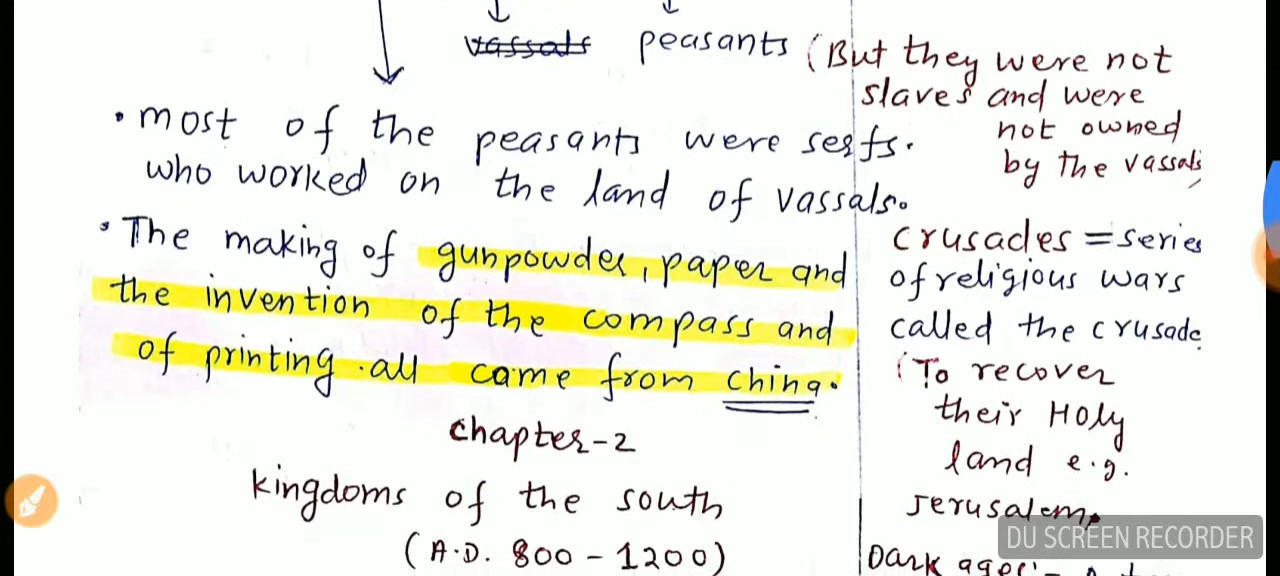 vassals peasants (But they were not
slaves and were
not owned
by the vassals
• most of the peasants were serfs.
who worked on the land of vassals.
• The making of gunpowder, paper and
the invention of the compass and
of printing. all came from China.
chapter-2
kingdoms of the south
(A.D. 800 - 1200)
crusades = series
of religious wars
called the crusade
(To recover
their Holy
land e.g.
Jerusalem.
Dark ages:-
DU SCREEN RECORDER